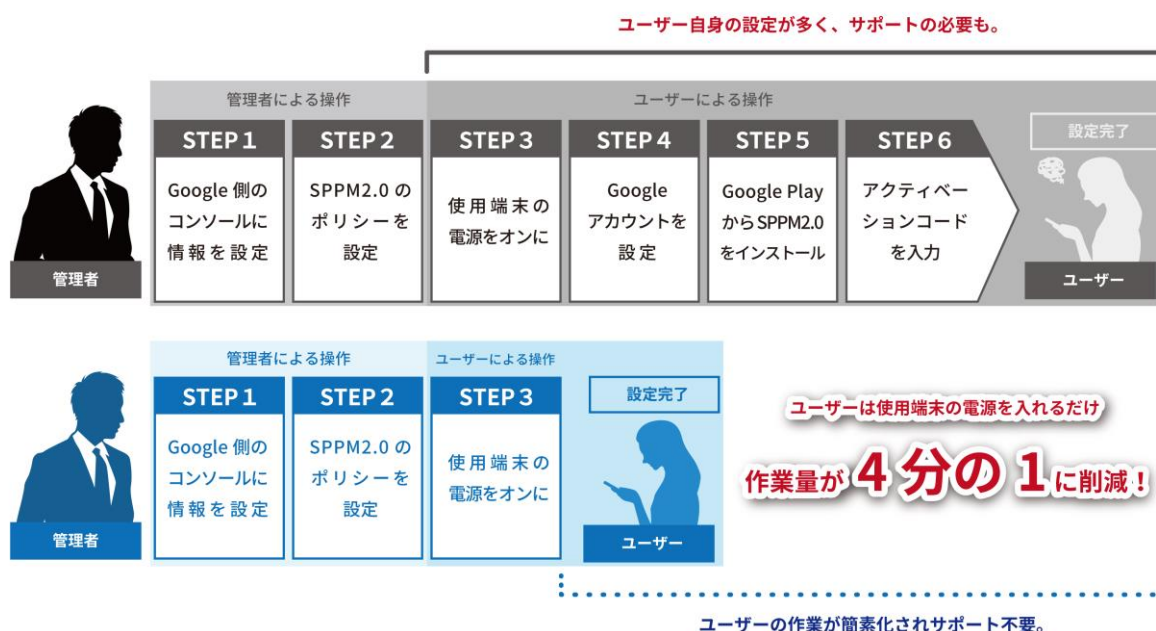 ユーザー自身の設定が多く、サポートの必要も。
管理者による操作
ユーザーによる操作
STEP 1
Google 側の
コンソールに
情報を設定
STEP 2
SPPM2.0 の
ポリシーを
設定
STEP 3
使用端末の
電源をオンに
STEP 4
Google
アカウントを
設定
STEP 5
Google Play
からSPPM2.0
をインストール
STEP 6
アクティベー
ションコード
を入力
設定完了
管理者
ユーザー
管理者による操作
ユーザーによる操作
STEP 1
Google 側の
コンソールに
情報を設定
STEP 2
SPPM2.0 の
ポリシーを
設定
STEP 3
使用端末の
電源をオンに
設定完了
管理者
ユーザー
ユーザーは使用端末の電源を入れるだけ
作業量が 4 分の 1 に削減！
ユーザーの作業が簡素化されサポート不要。